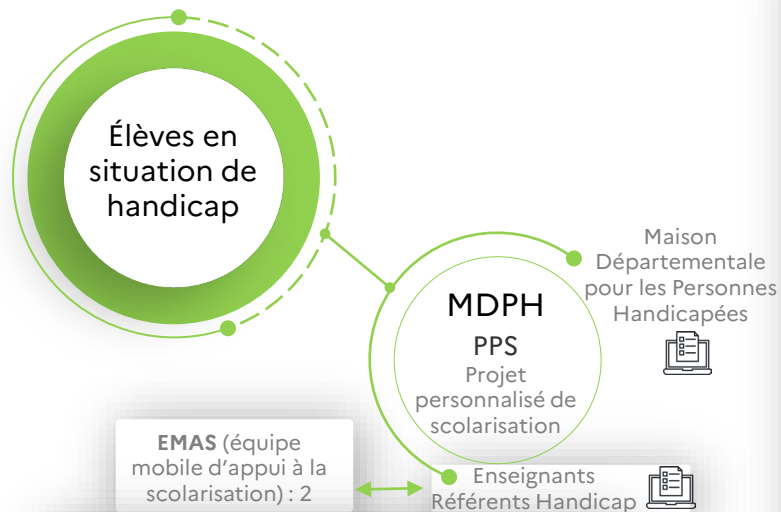 Élèves en
situation de
handicap
Maison
Départementale
pour les Personnes
Handicapées
MDPH
PPS
Projet
personnalisé de
scolarisation
EMAS (équipe
mobile d'appui à la
scolarisation) : 2
Enseignants
Référents Handicap